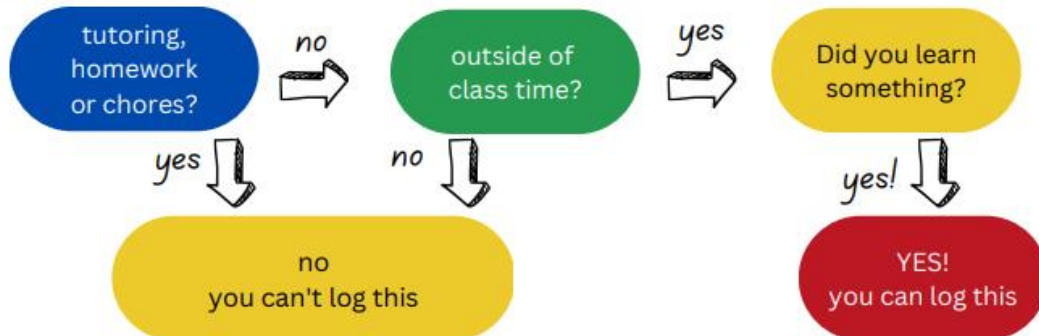 tutoring,
homework
or chores?
no
outside of
class time?
yes
Did you learn
something?
yes
no
yes!
no
you can't log this
YES!
you can log this